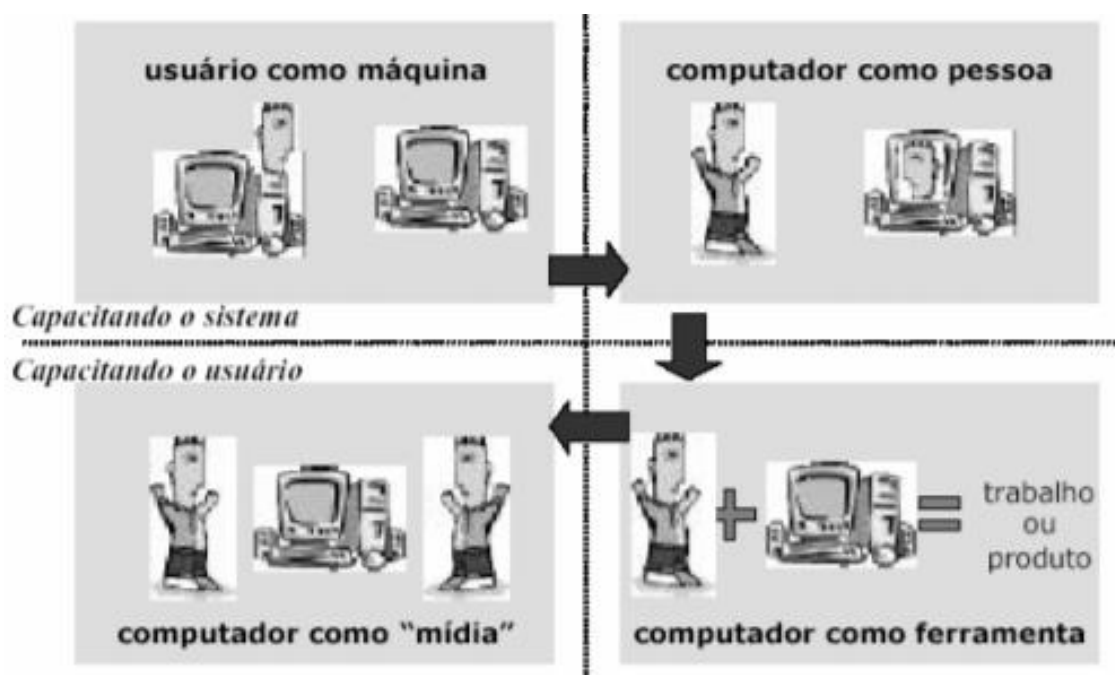 usuário como máquina
computador como pessoa
Capacitando o sistema
Capacitando o usuário
trabalho
ou
produto
computador como “mídia”
computador como ferramenta